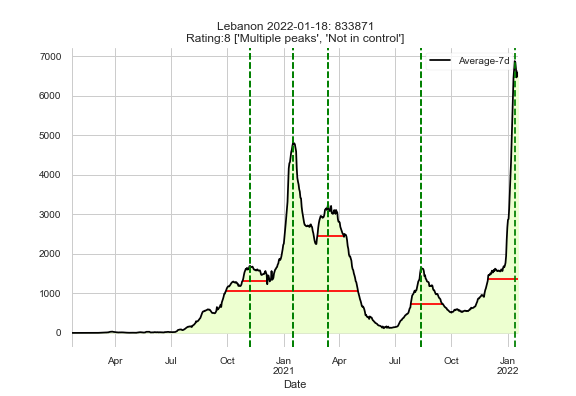 Lebanon 2022-01-18: 833871
Rating:8 ['Multiple peaks', 'Not in control']
Average-7d
7000
6000
5000
4000
3000
2000
1000
0
Apr Jul Oct Jan Apr Jul Oct Jan
2021 2022
Date